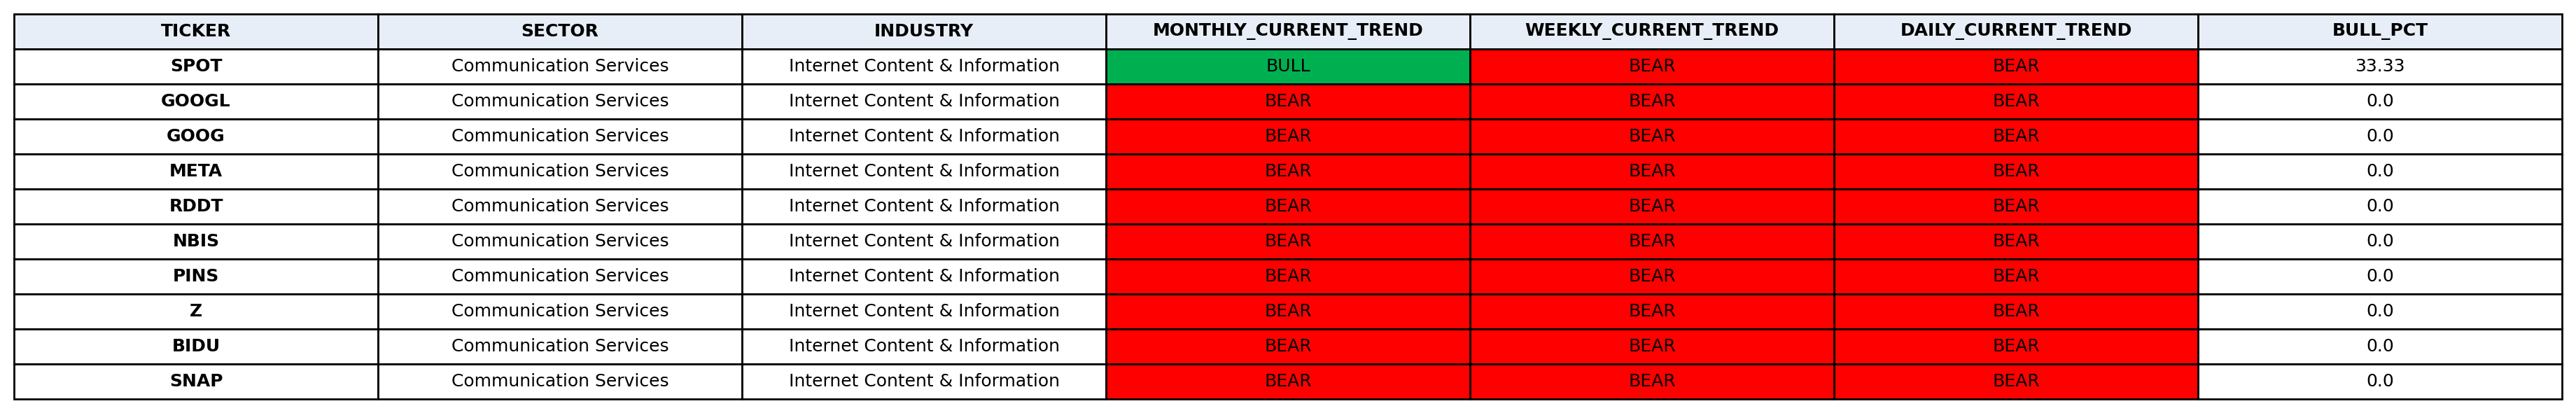 TICKER SECTOR INDUSTRY MONTHLY_CURRENT_TREND WEEKLY_CURRENT_TREND DAILY_CURRENT_TREND BULL_PCT
SPOT Communication Services Internet Content & Information BULL BEAR BEAR 33.33
GOOGL Communication Services Internet Content & Information BEAR BEAR BEAR 0.0
GOOG Communication Services Internet Content & Information BEAR BEAR BEAR 0.0
META Communication Services Internet Content & Information BEAR BEAR BEAR 0.0
RDDT Communication Services Internet Content & Information BEAR BEAR BEAR 0.0
NBIS Communication Services Internet Content & Information BEAR BEAR BEAR 0.0
PINS Communication Services Internet Content & Information BEAR BEAR BEAR 0.0
Z Communication Services Internet Content & Information BEAR BEAR BEAR 0.0
BIDU Communication Services Internet Content & Information BEAR BEAR BEAR 0.0
SNAP Communication Services Internet Content & Information BEAR BEAR BEAR 0.0